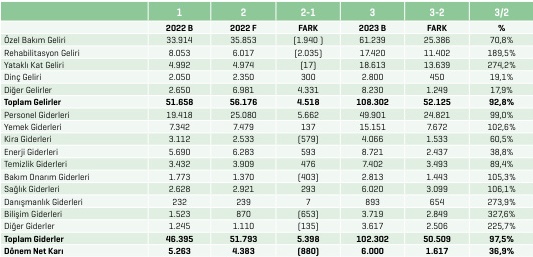 1 2 2-1 3 3-2 3/2
2022 B 2022 F FARK 2023 B FARK %
Özel Bakım Geliri 33.914 35.853 (1.940 ) 61.239 25.386 70,8%
Rehabilitasyon Geliri 8.053 6.017 (2.035) 17.420 11.402 189,5%
Yataklı Kat Geliri 4.992 4.974 (17) 18.613 13.639 274,2%
Dinç Geliri 2.050 2.350 300 2.800 450 19,1%
Diğer Gelirler 2.650 6.981 4.331 8.230 1.249 17,9%
Toplam Gelirler 51.658 56.176 4.518 108.302 52.125 92,8%
Personel Giderleri 19.418 25.080 5.662 49.901 24.821 99,0%
Yemek Giderleri 7.342 7.479 137 15.151 7.672 102,6%
Kira Giderleri 3.112 2.533 (579) 4.066 1.533 60,5%
Enerji Giderleri 5.690 6.283 593 8.721 2.437 38,8%
Temizlik Giderleri 3.432 3.909 476 7.402 3.493 89,4%
Bakım Onarım Giderleri 1.773 1.370 (403) 2.813 1.443 105,3%
Sağlık Giderleri 2.628 2.921 293 6.020 3.099 106,1%
Danışmanlık Giderleri 232 239 7 893 654 273,9%
Bilişim Giderleri 1.523 870 (653) 3.719 2.849 327,6%
Diğer Giderler 1.245 1.110 (135) 3.617 2.506 225,7%
Toplam Giderler 46.395 51.793 5.398 102.302 50.509 97,5%
Dönem Net Karı 5.263 4.383 (880) 6.000 1.617 36,9%